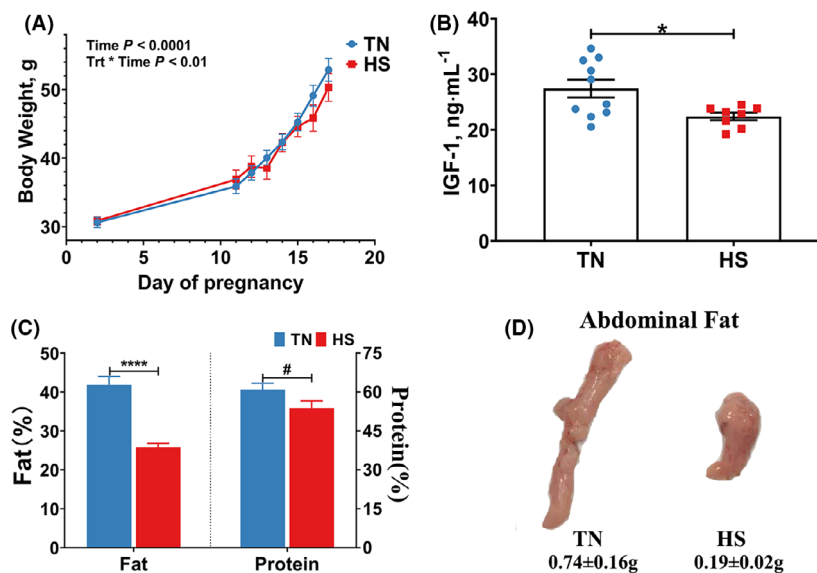 (A)
Time P < 0.0001
Trt * Time P < 0.01
TN
HS
Body Weight, g
50
40
30
0
5
10
15
20
Day of pregnancy
(B)
*
IGF-1, ng·mL⁻¹
40
30
20
10
0
TN
HS
(C)
TN
HS
****
#
Fat(%)
50
40
30
20
10
0
75
60
45
30
15
0
Protein(%)
Fat
Protein
(D)
Abdominal Fat
TN
HS
0.74±0.16g
0.19±0.02g